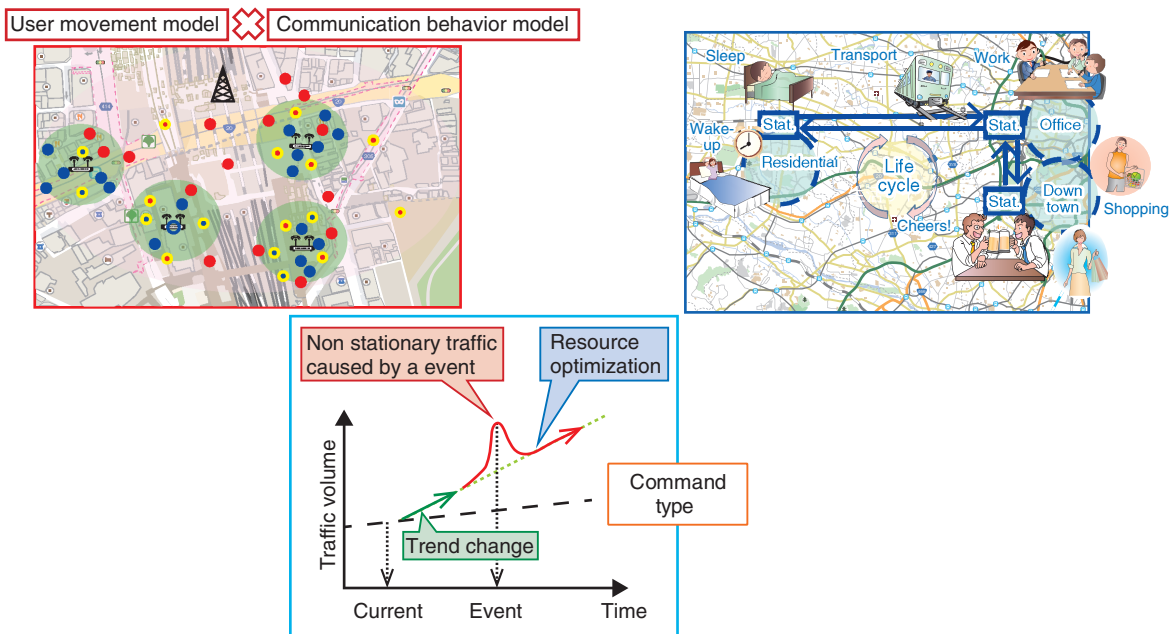 User movement model
Communication behavior model
Sleep
Transport
Work
Stat.
Stat.
Office
Wake-
up
Residential
Life
cycle
Stat.
Down
town
Shopping
Cheers!
Non stationary traffic
caused by a event
Resource
optimization
Traffic volume
Command
type
Trend change
Current
Event
Time